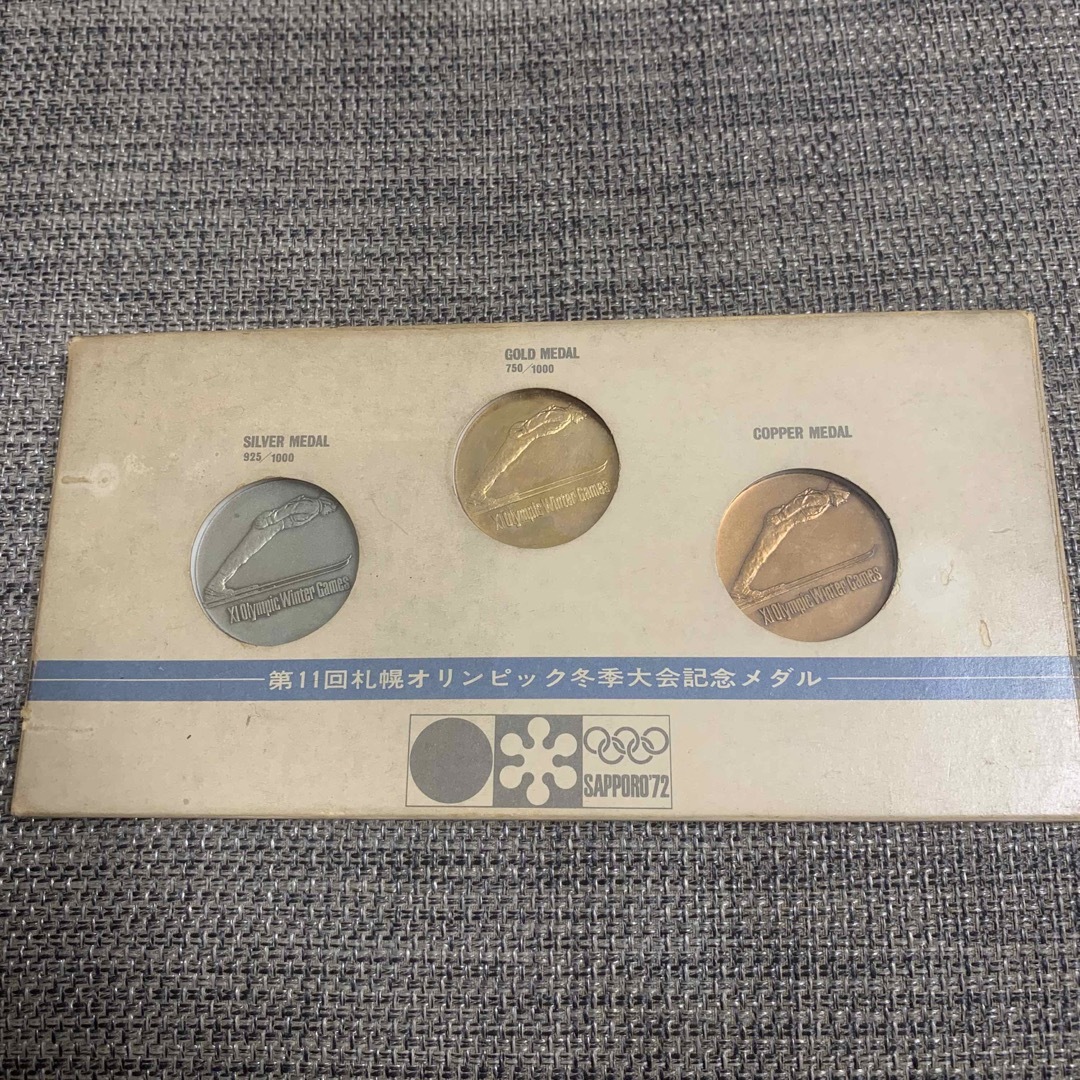 GOLD MEDAL
750/1000
SILVER MEDAL
925/1000
COPPER MEDAL
XI Olympic Winter Games
XI Olympic Winter Games
XI Olympic Winter Games
第11回札幌オリンピック冬季大会記念メダル
SAPPORO'72